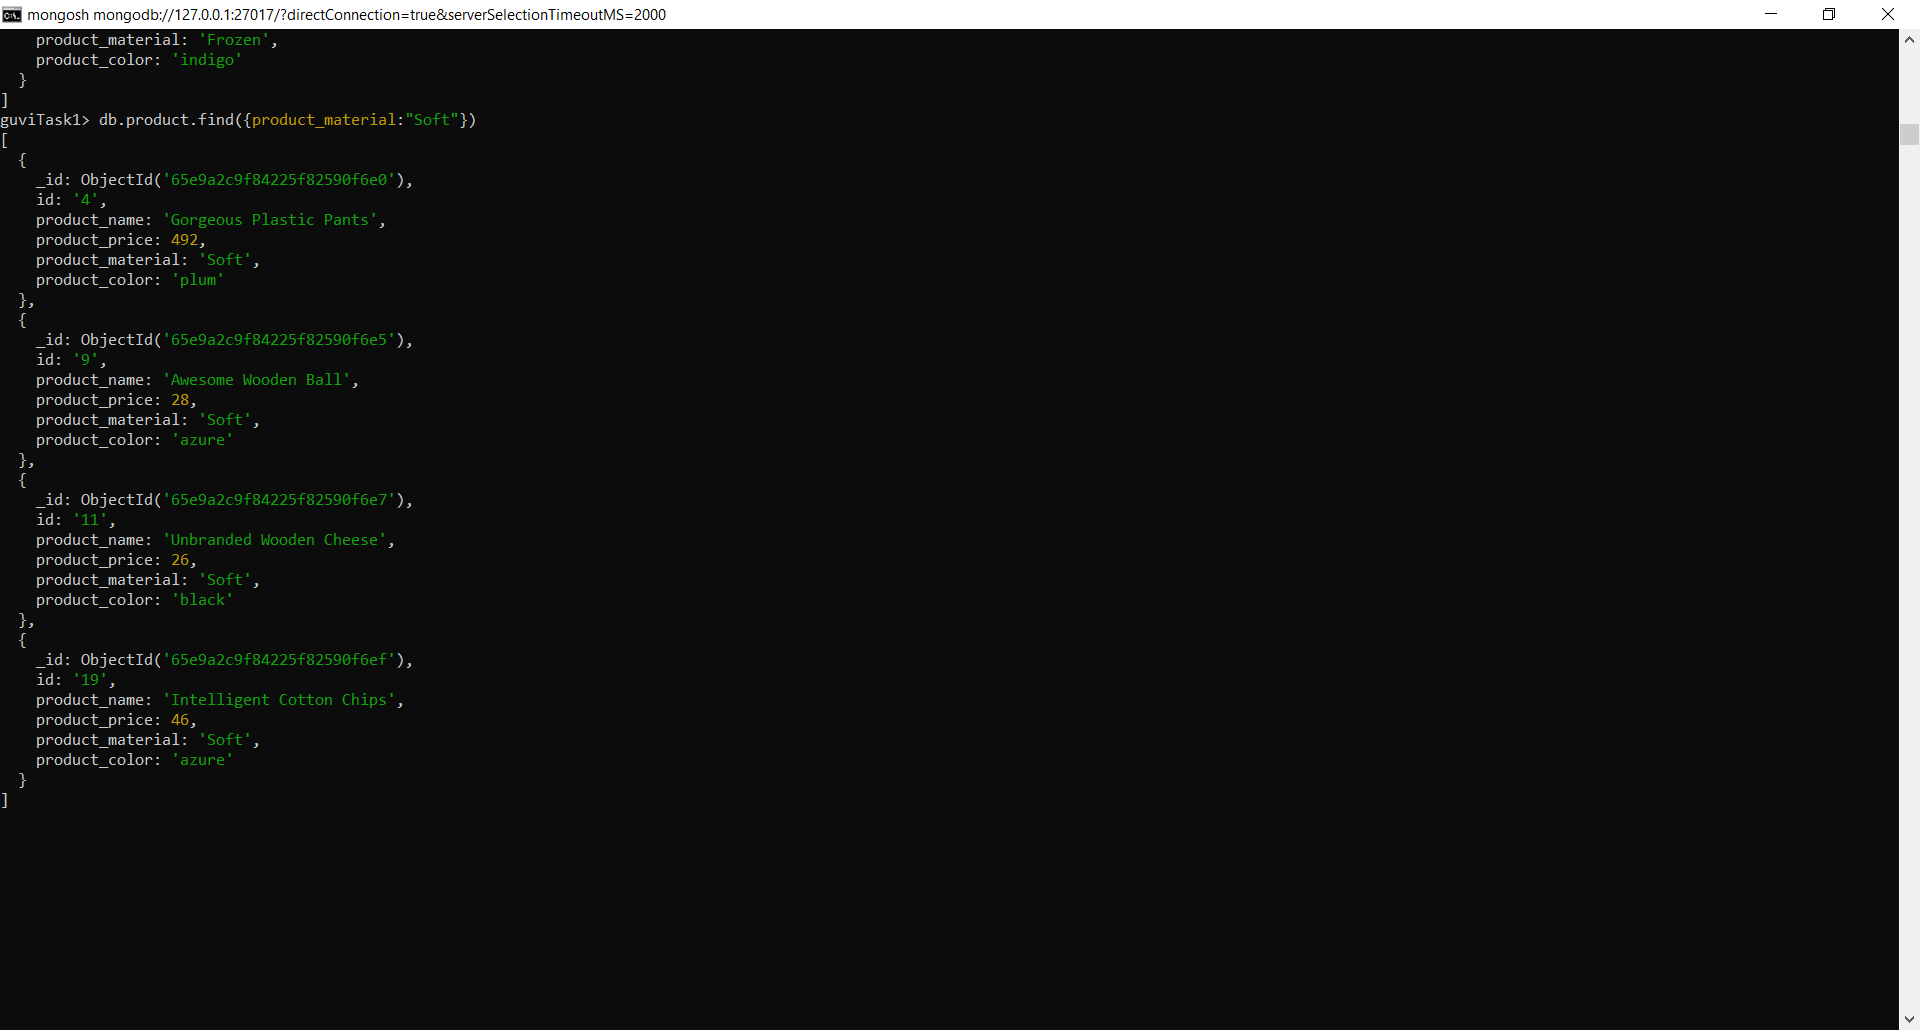 mongosh mongodb://127.0.0.1:27017/?directConnection=true&serverSelectionTimeoutMS=2000
    product_material: 'Frozen',
    product_color: 'indigo'
  }
]
guviTask1> db.product.find({product_material:"Soft"})
[
  {
    _id: ObjectId('65e9a2c9f84225f82590f6e0'),
    id: '4',
    product_name: 'Gorgeous Plastic Pants',
    product_price: 492,
    product_material: 'Soft',
    product_color: 'plum'
  },
  {
    _id: ObjectId('65e9a2c9f84225f82590f6e5'),
    id: '9',
    product_name: 'Awesome Wooden Ball',
    product_price: 28,
    product_material: 'Soft',
    product_color: 'azure'
  },
  {
    _id: ObjectId('65e9a2c9f84225f82590f6e7'),
    id: '11',
    product_name: 'Unbranded Wooden Cheese',
    product_price: 26,
    product_material: 'Soft',
    product_color: 'black'
  },
  {
    _id: ObjectId('65e9a2c9f84225f82590f6ef'),
    id: '19',
    product_name: 'Intelligent Cotton Chips',
    product_price: 46,
    product_material: 'Soft',
    product_color: 'azure'
  }
]